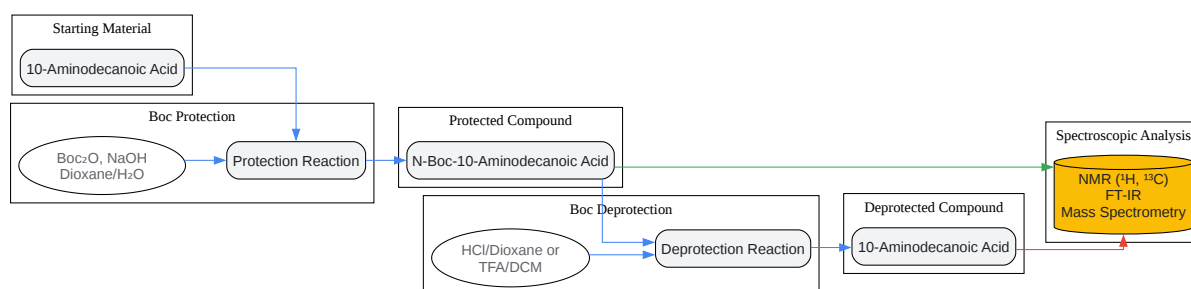 Starting Material
10-Aminodecanoic Acid
Boc Protection
Boc₂O, NaOH
Dioxane/H₂O
Protection Reaction
Protected Compound
N-Boc-10-Aminodecanoic Acid
Spectroscopic Analysis
NMR (¹H, ¹³C)
FT-IR
Mass Spectrometry
Boc Deprotection
HCl/Dioxane or
TFA/DCM
Deprotection Reaction
Deprotected Compound
10-Aminodecanoic Acid